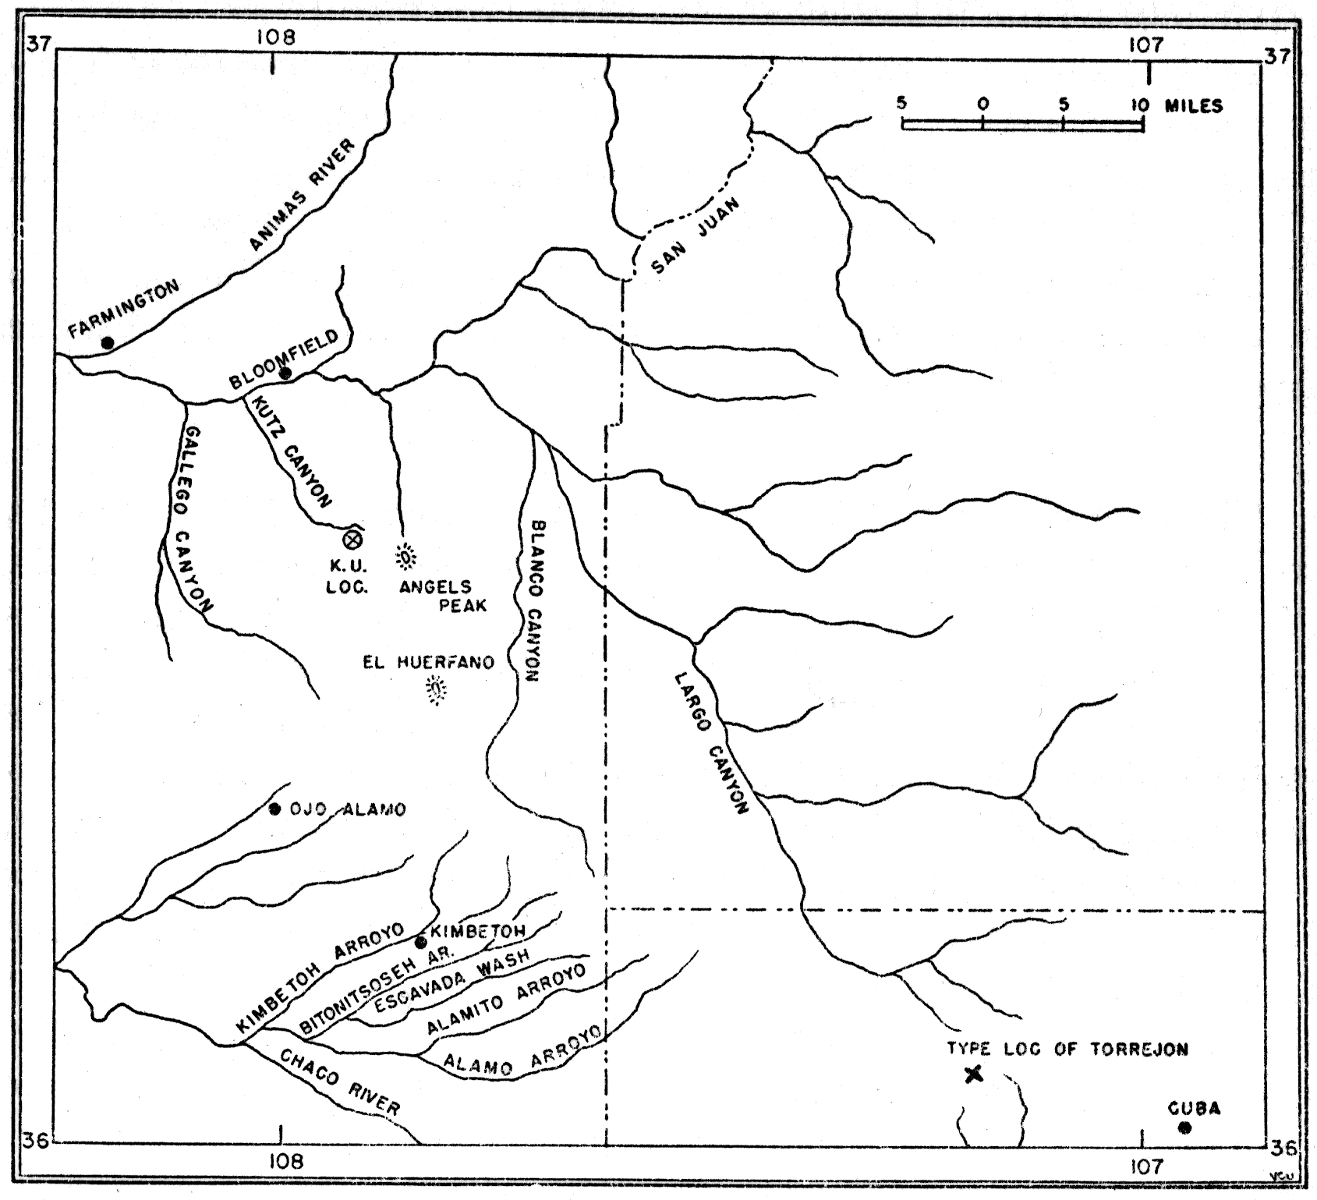 108
107
37
37
5 0 5 10 MILES
ANIMAS RIVER
SAN JUAN
FARMINGTON
BLOOMFIELD
KUTZ CANYON
GALLEGO CANYON
BLANCO CANYON
K.U.
LOC.
ANGELS
PEAK
EL HUERFANO
LARGO CANYON
OJO ALAMO
KIMBETOH
KIMBETOH ARROYO
BITONITSOSEH AR.
ESCAVADA WASH
ALAMITO ARROYO
ALAMO ARROYO
CHACO RIVER
TYPE LOC OF TORREJON
CUBA
36
36
108
107
VCU